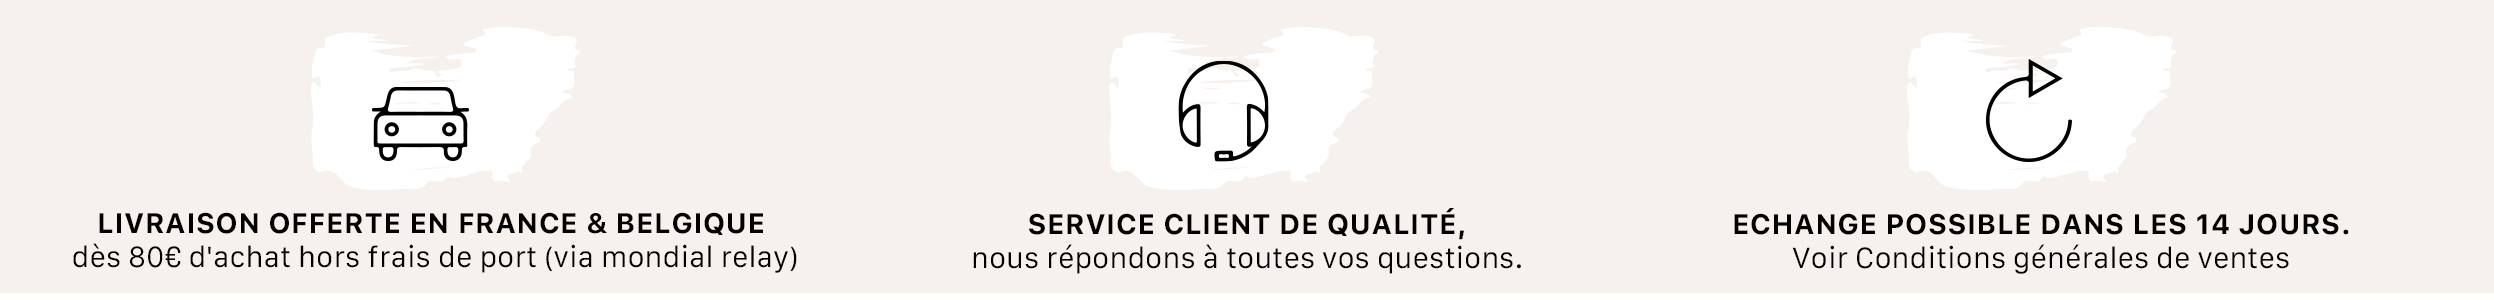 LIVRAISON OFFERTE EN FRANCE & BELGIQUE
dès 80€ d'achat hors frais de port (via mondial relay)
SERVICE CLIENT DE QUALITÉ,
nous répondons à toutes vos questions.
ECHANGE POSSIBLE DANS LES 14 JOURS.
Voir Conditions générales de ventes